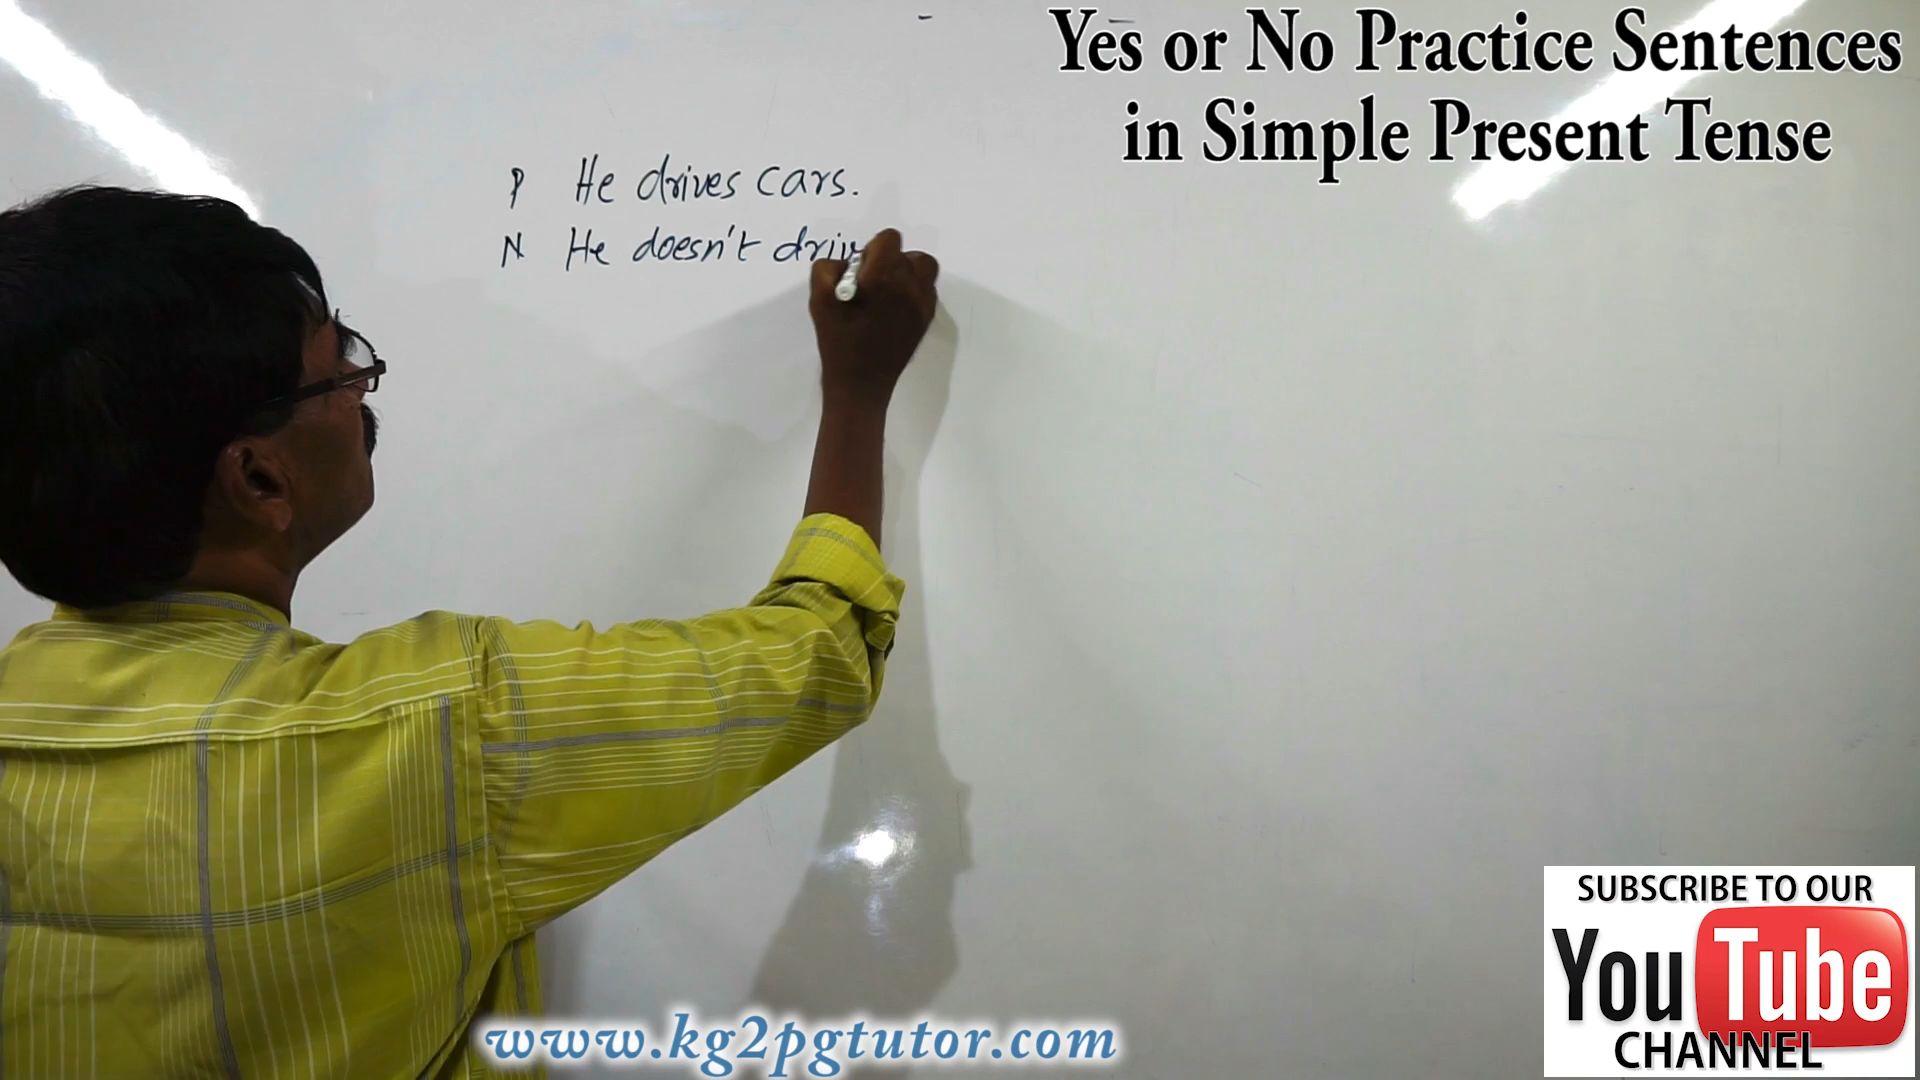 Yes or No Practice Sentences
in Simple Present Tense
P He drives cars.
N He doesn't driv
SUBSCRIBE TO OUR
YouTube
CHANNEL
www.kg2pgtutor.com